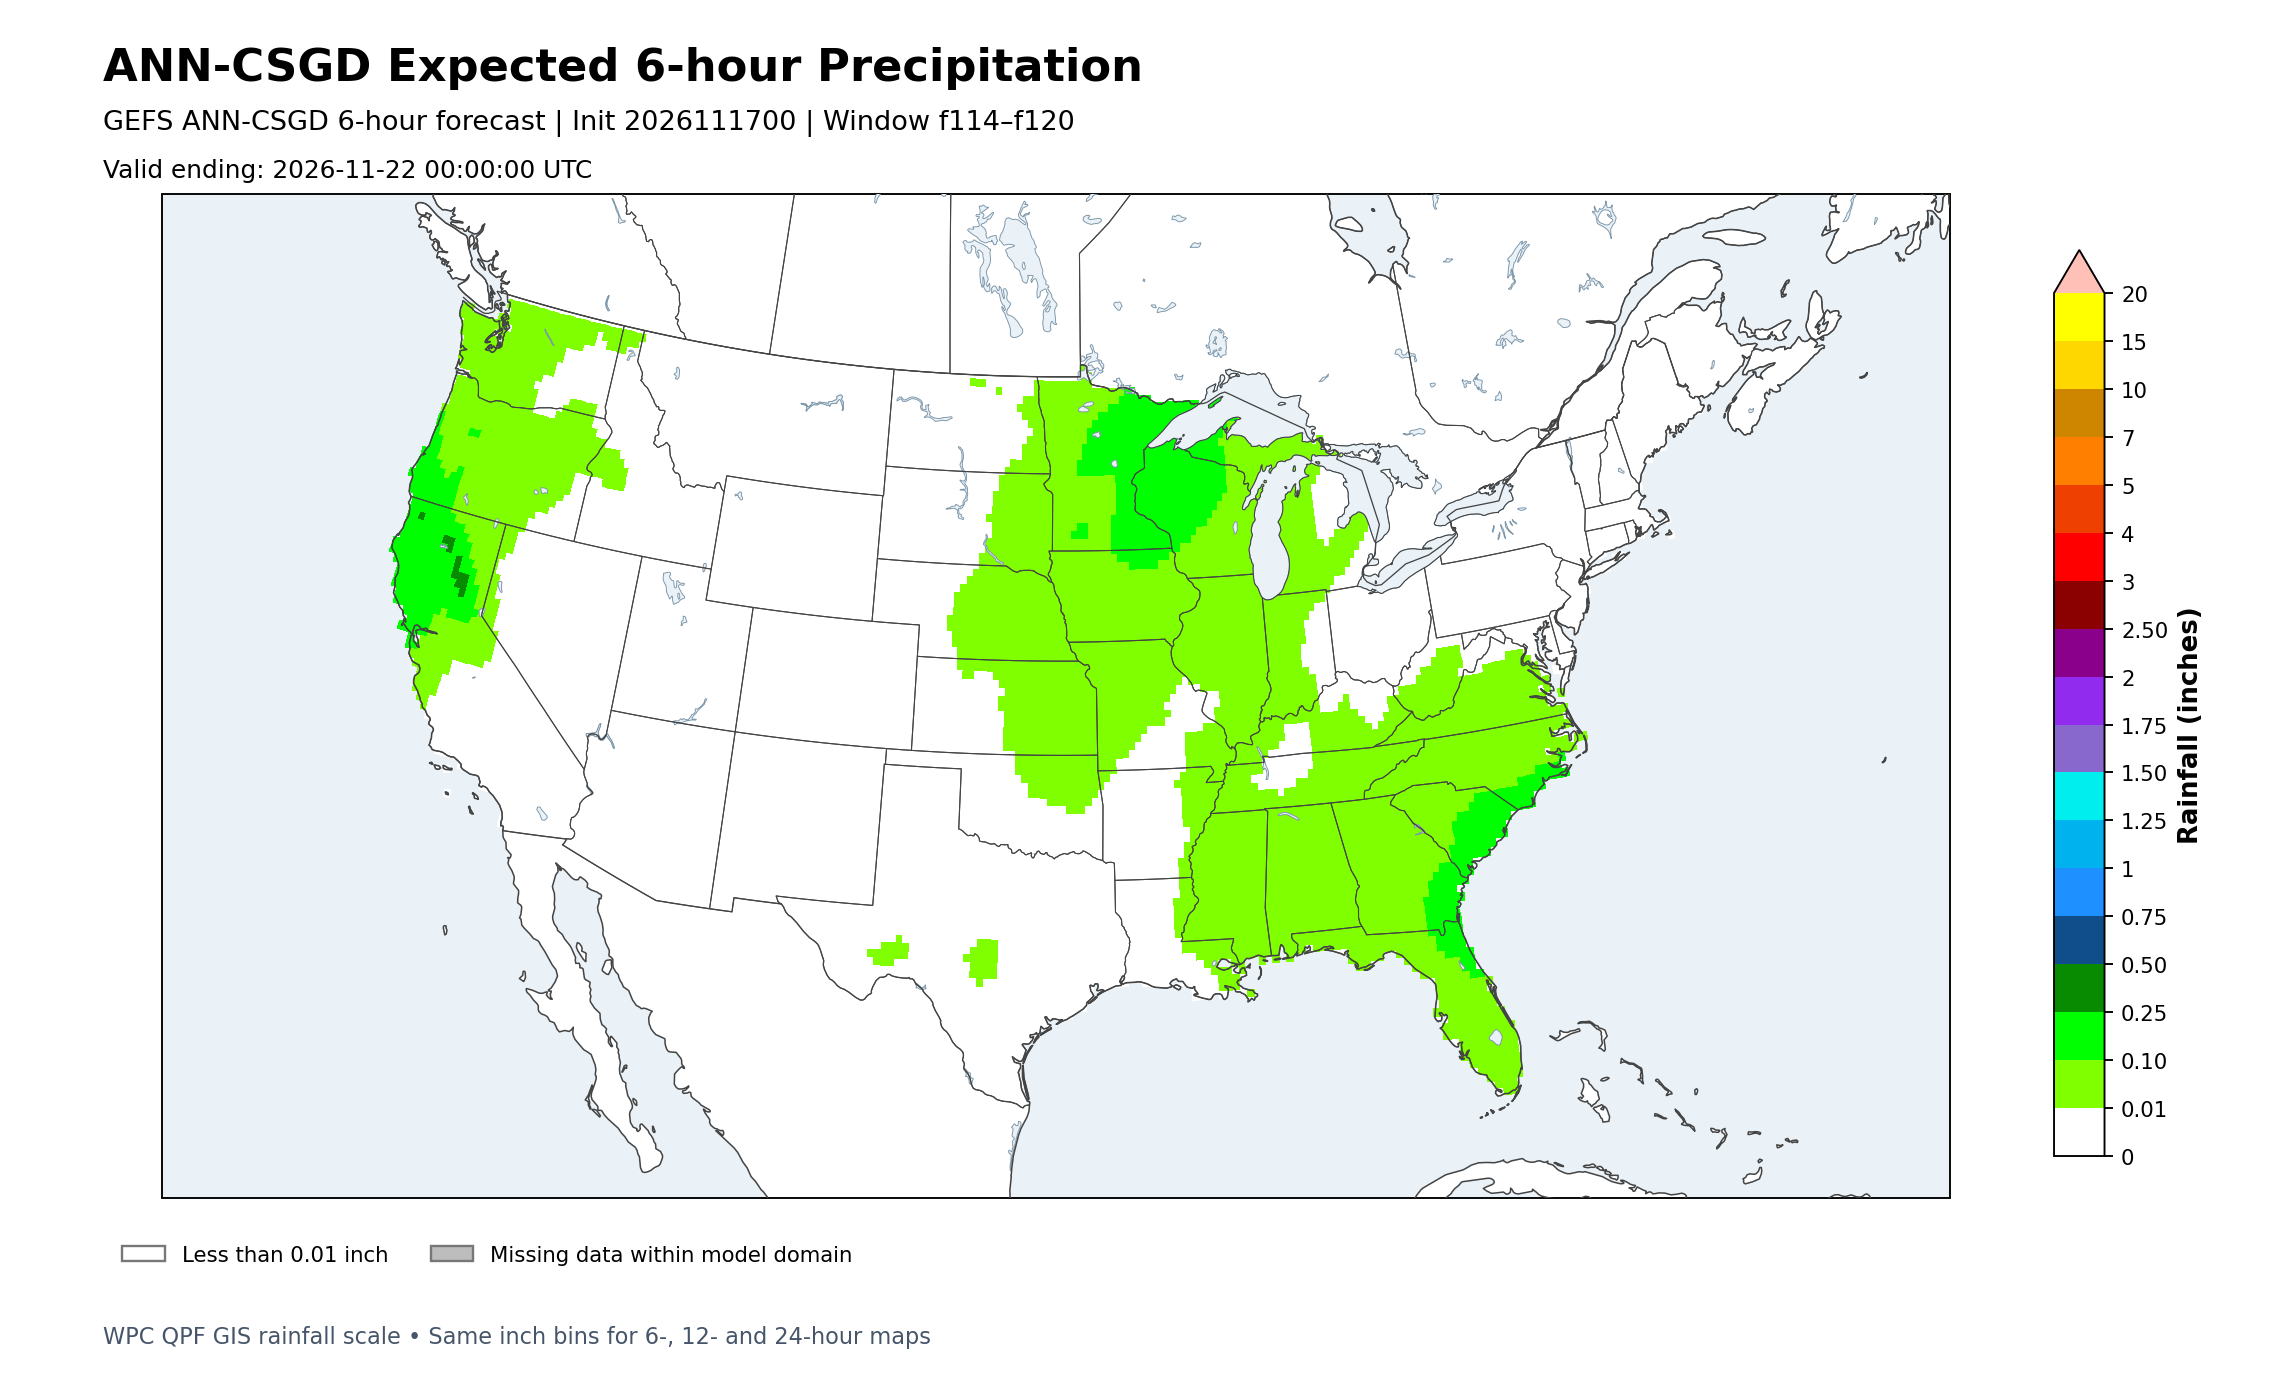 ANN-CSGD Expected 6-hour Precipitation
GEFS ANN-CSGD 6-hour forecast | Init 2026111700 | Window f114–f120
Valid ending: 2026-11-22 00:00:00 UTC
20
15
10
7
5
4
3
2.50
2
1.75
1.50
1.25
1
0.75
0.50
0.25
0.10
0.01
0
Rainfall (inches)
Less than 0.01 inch
Missing data within model domain
WPC QPF GIS rainfall scale • Same inch bins for 6-, 12- and 24-hour maps